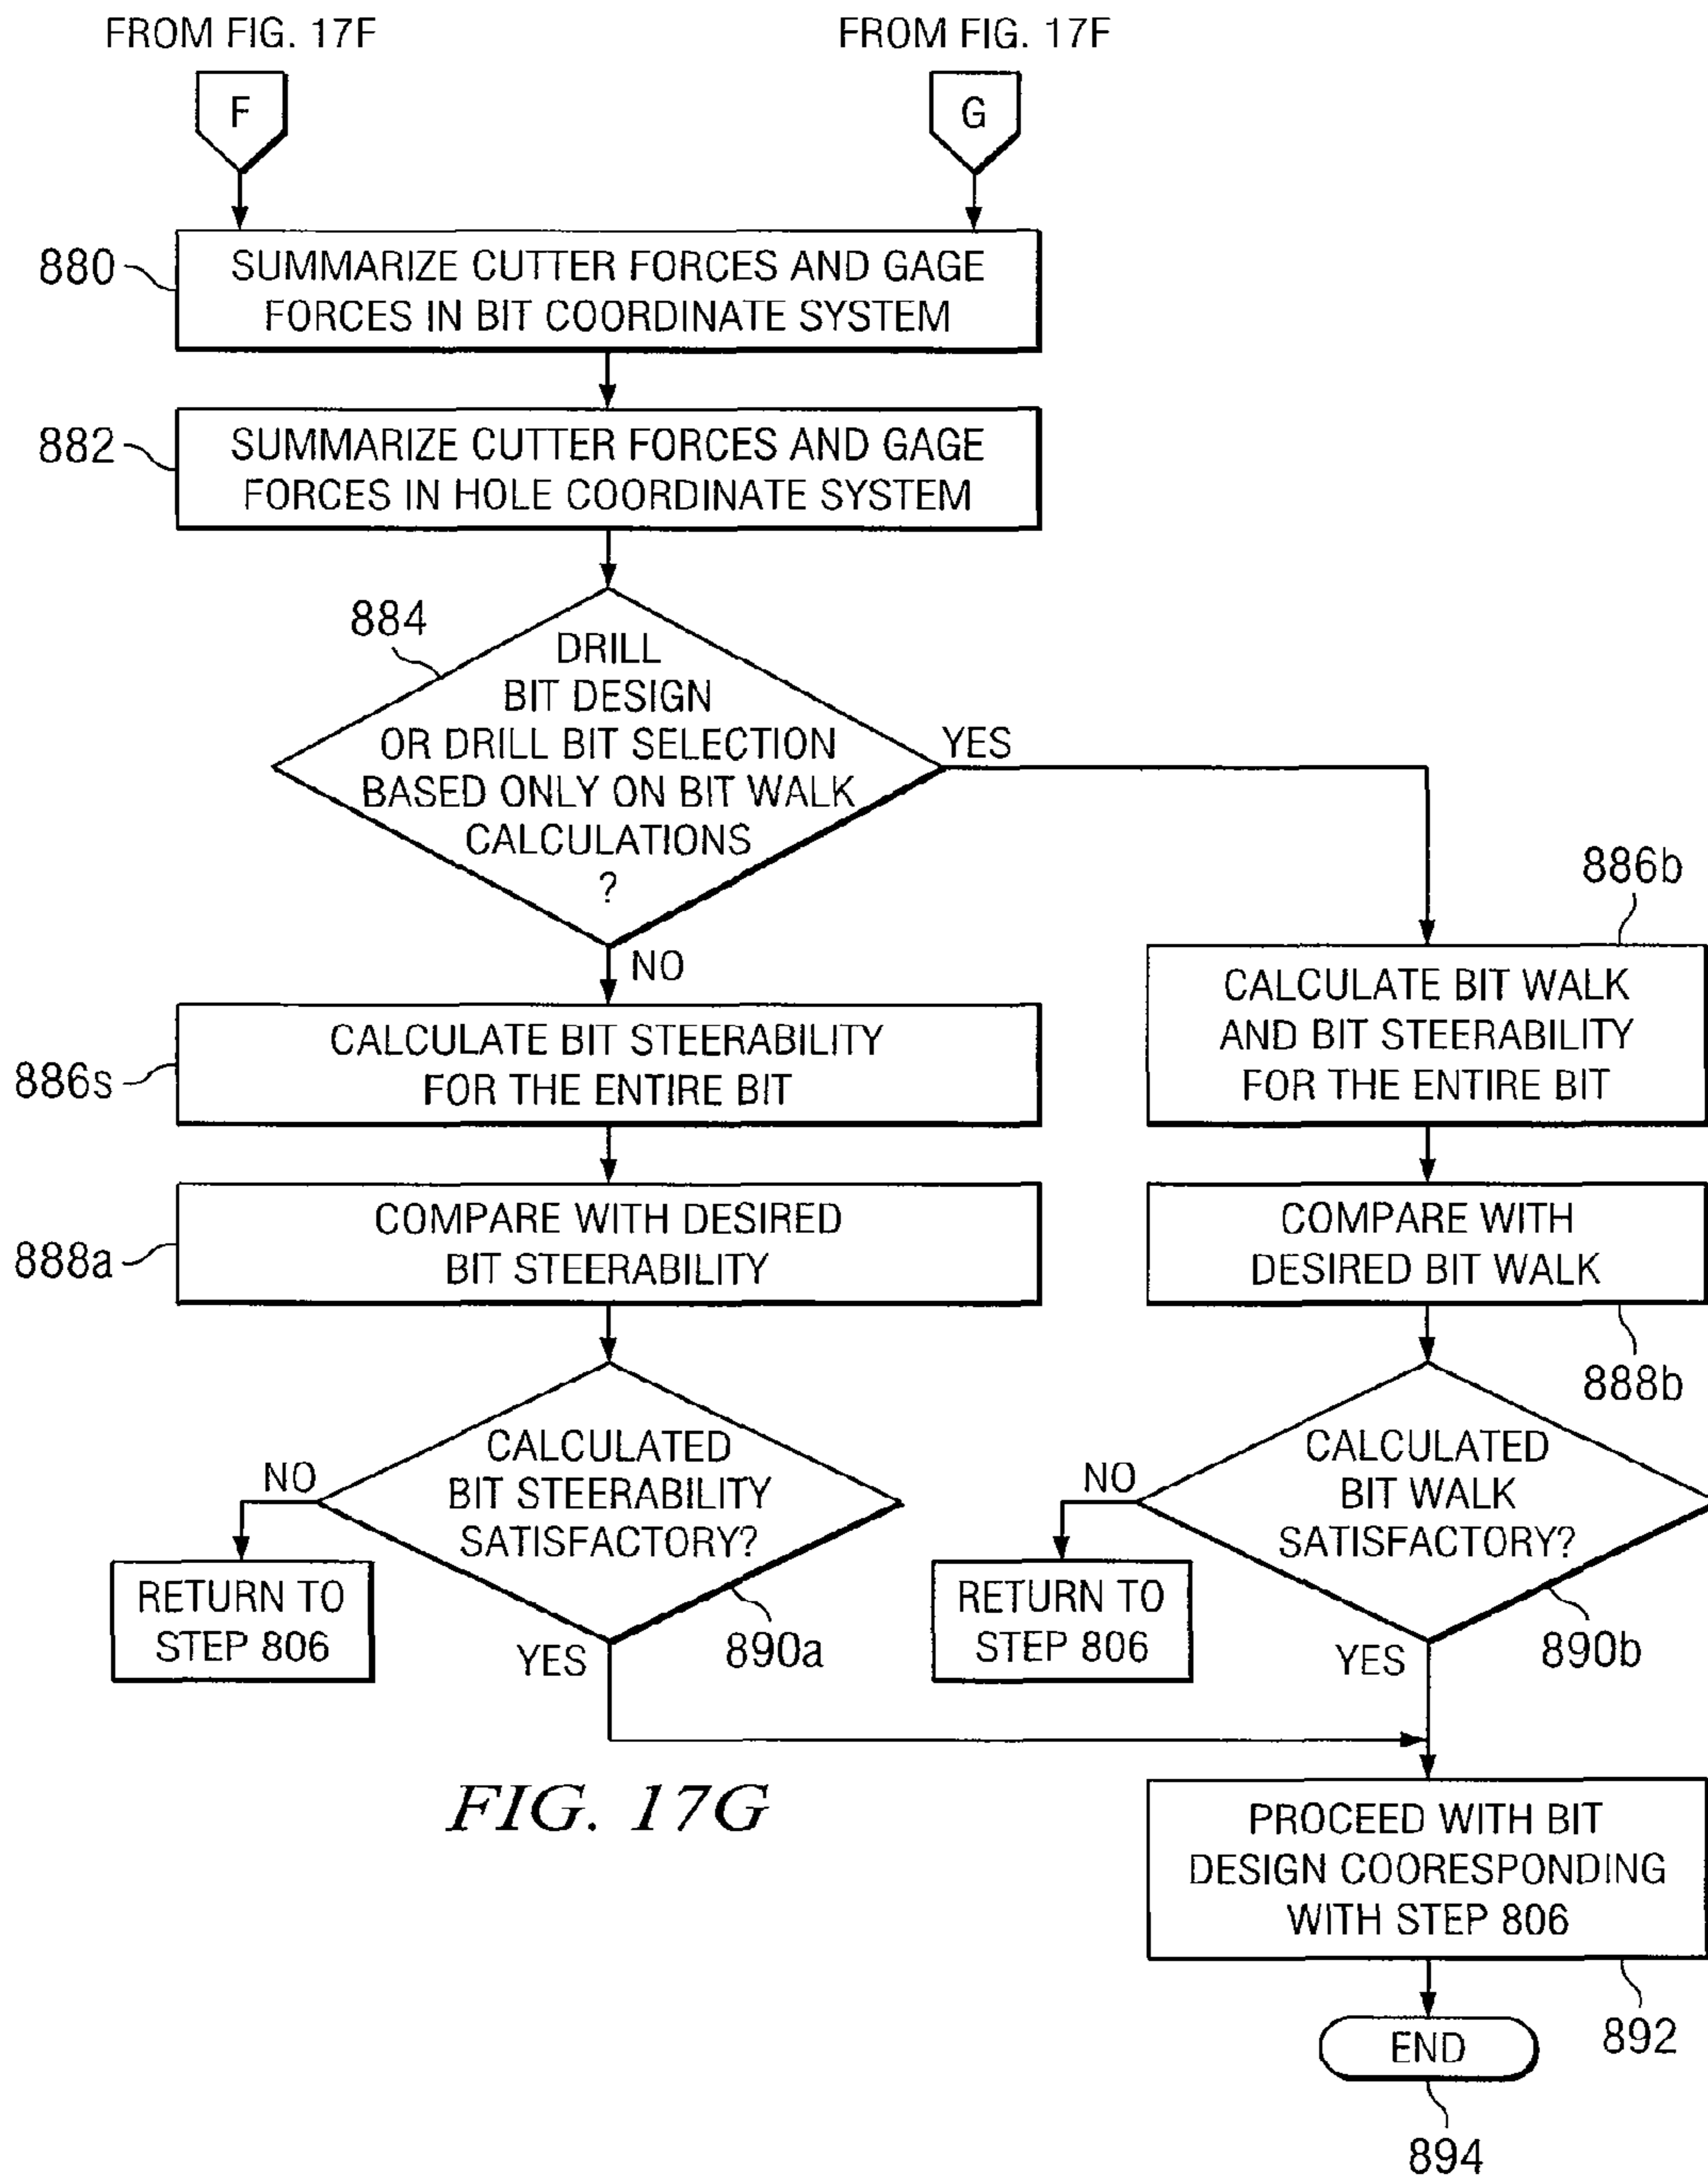 FROM FIG. 17F
FROM FIG. 17F
F
G
880
SUMMARIZE CUTTER FORCES AND GAGE
FORCES IN BIT COORDINATE SYSTEM
882
SUMMARIZE CUTTER FORCES AND GAGE
FORCES IN HOLE COORDINATE SYSTEM
884
DRILL
BIT DESIGN
OR DRILL BIT SELECTION
BASED ONLY ON BIT WALK
CALCULATIONS
?
YES
NO
886s
CALCULATE BIT STEERABILITY
FOR THE ENTIRE BIT
886b
CALCULATE BIT WALK
AND BIT STEERABILITY
FOR THE ENTIRE BIT
888a
COMPARE WITH DESIRED
BIT STEERABILITY
COMPARE WITH
DESIRED BIT WALK
888b
CALCULATED
BIT STEERABILITY
SATISFACTORY?
NO
RETURN TO
STEP 806
YES
890a
CALCULATED
BIT WALK
SATISFACTORY?
NO
RETURN TO
STEP 806
YES
890b
FIG. 17G
PROCEED WITH BIT
DESIGN COORESPONDING
WITH STEP 806
892
END
894